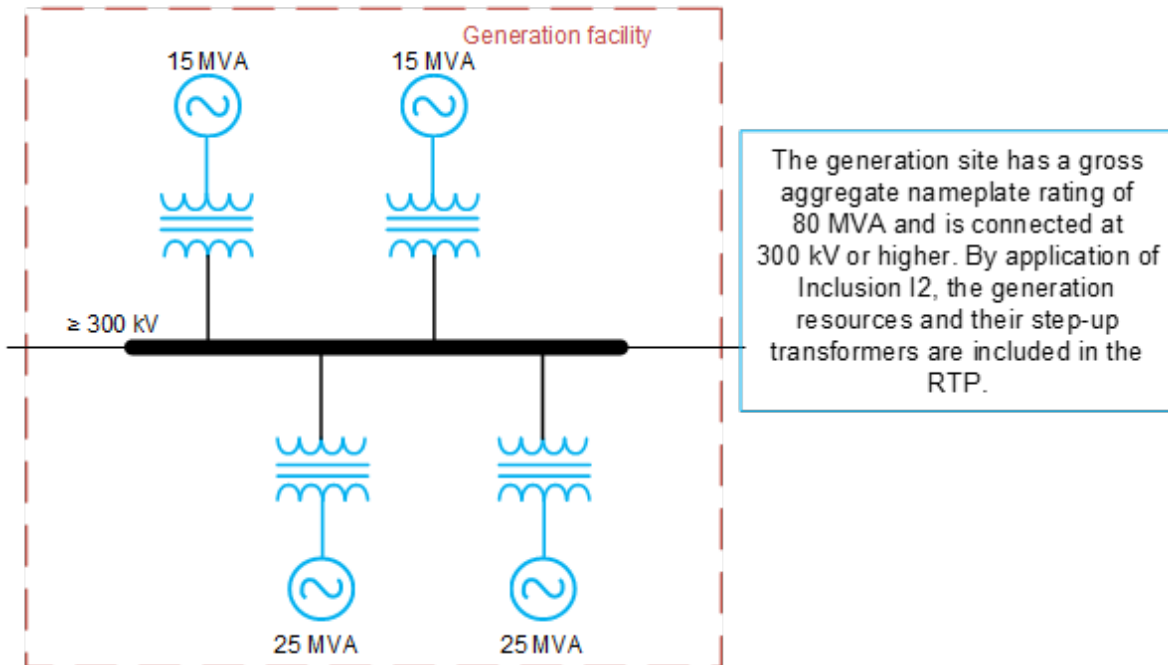 Generation facility
15 MVA
15 MVA
≥ 300 kV
25 MVA
25 MVA
The generation site has a gross
aggregate nameplate rating of
80 MVA and is connected at
300 kV or higher. By application of
Inclusion I2, the generation
resources and their step-up
transformers are included in the
RTP.